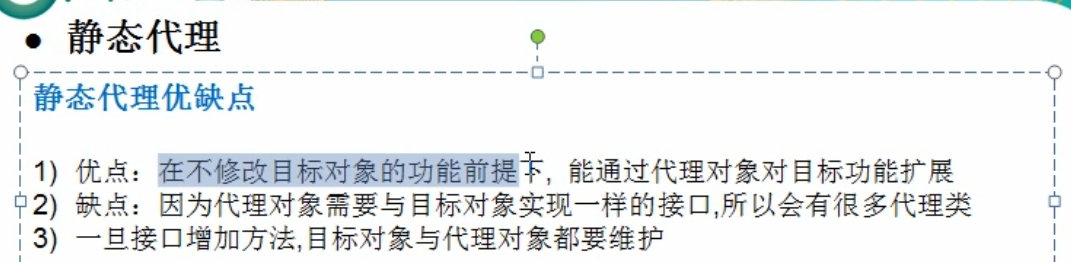 ● 静态代理
静态代理优缺点
1) 优点：在不修改目标对象的功能前提下，能通过代理对象对目标功能扩展
2) 缺点：因为代理对象需要与目标对象实现一样的接口,所以会有很多代理类
3) 一旦接口增加方法,目标对象与代理对象都要维护